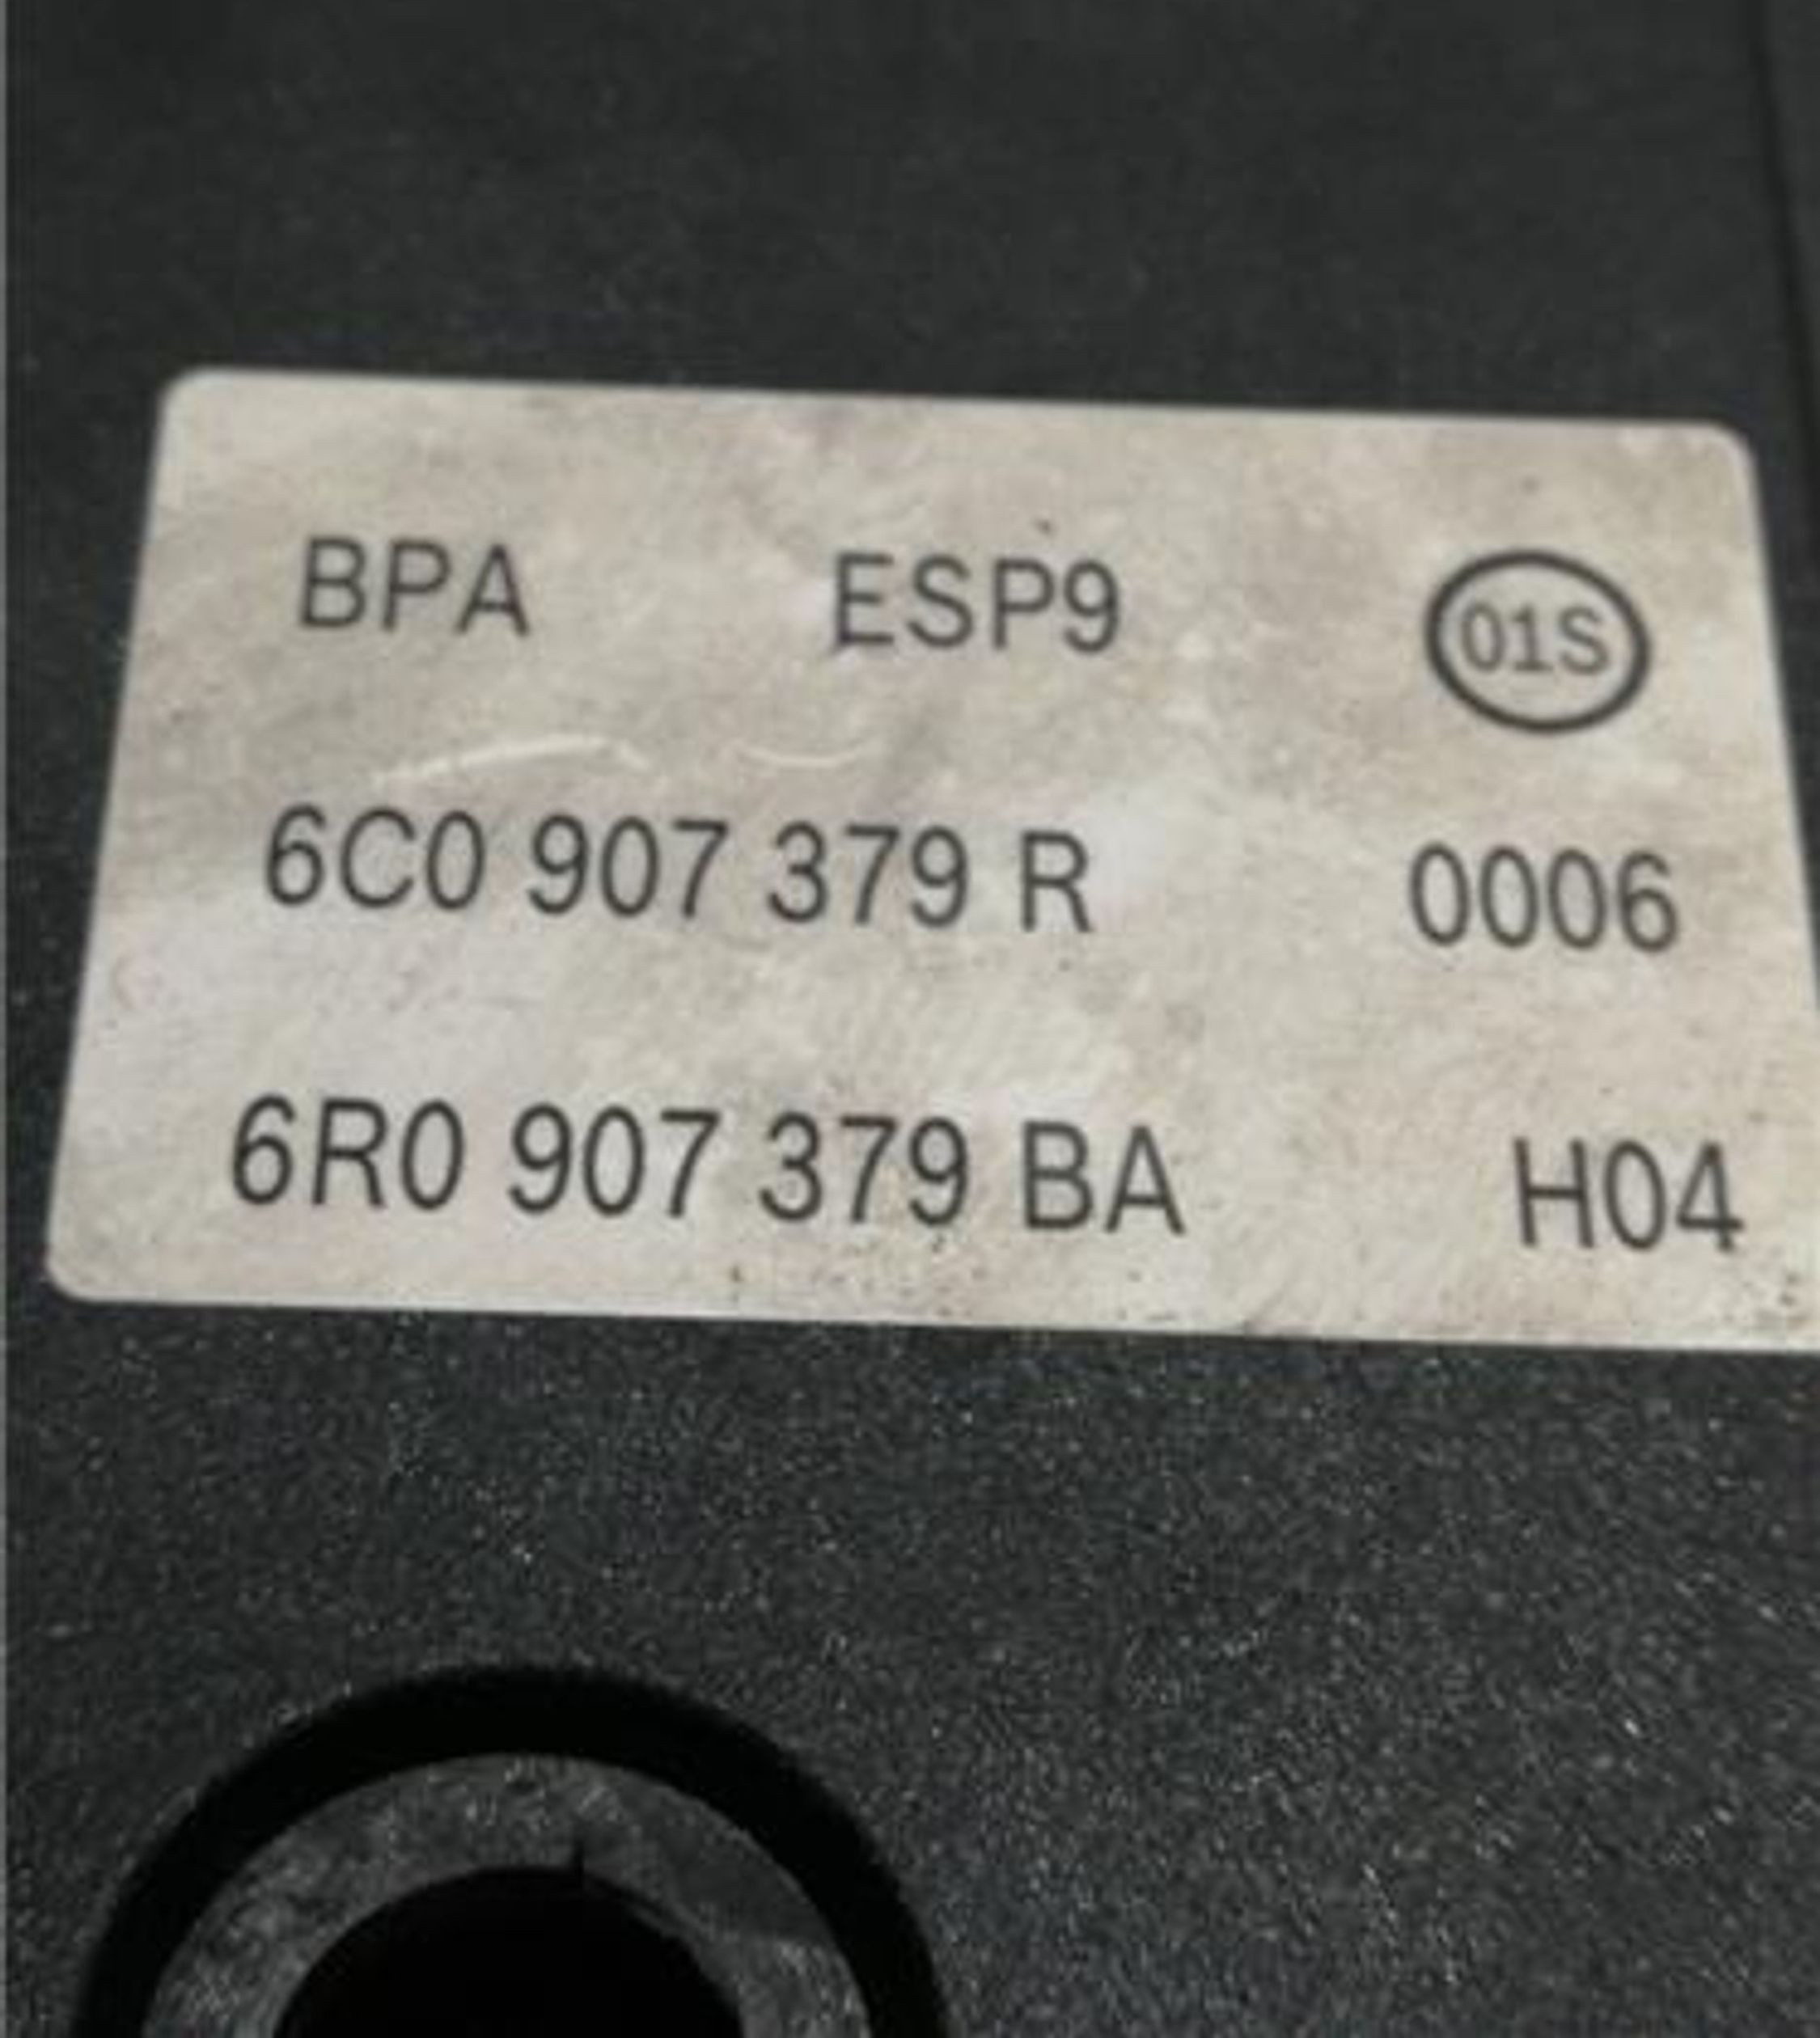 BPA ESP9 01S
6C0 907 379 R 0006
6R0 907 379 BA H04